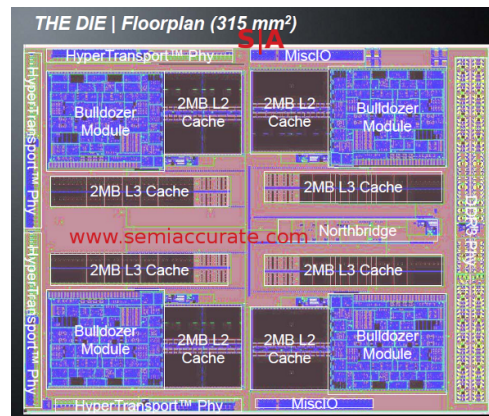 THE DIE | Floorplan (315 mm²)
S|A
HyperTransport™ Phy
MiscIO
HyperTransport™ Phy
Bulldozer
Module
2MB L2
Cache
2MB L2
Cache
Bulldozer
Module
2MB L3 Cache
2MB L3 Cache
DDR3 Phy
www.semiaccurate.com
Northbridge
2MB L3 Cache
2MB L3 Cache
HyperTransport™ Phy
Bulldozer
Module
2MB L2
Cache
2MB L2
Cache
Bulldozer
Module
HyperTransport™ Phy
MiscIO